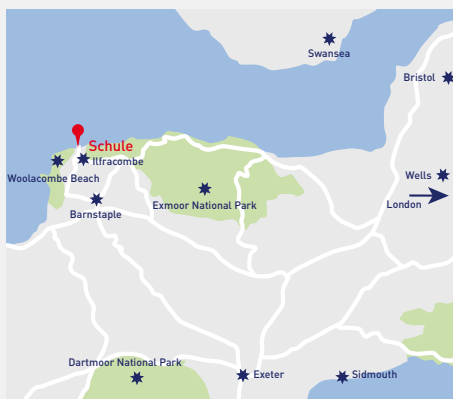 Swansea
Bristol
Schule
Ilfracombe
Woolacombe Beach
Wells
London
Exmoor National Park
Barnstaple
Dartmoor National Park
Exeter
Sidmouth